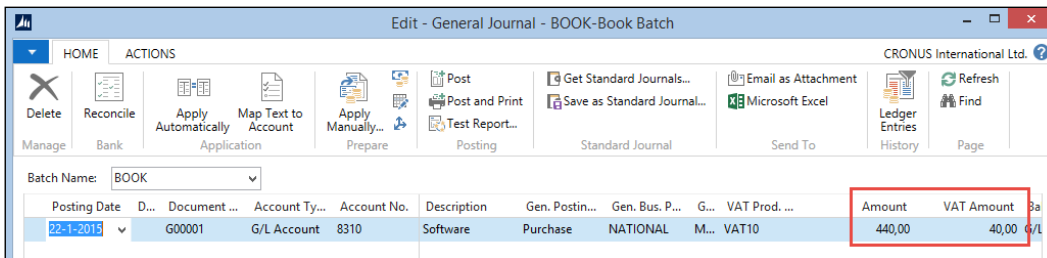 Edit - General Journal - BOOK-Book Batch
HOME ACTIONS CRONUS International Ltd.
Delete Reconcile Apply Automatically Map Text to Account Apply Manually... Post Post and Print Test Report... Get Standard Journals... Save as Standard Journal... Email as Attachment Microsoft Excel Ledger Entries Refresh Find
Manage Bank Application Prepare Posting Standard Journal Send To History Page
Batch Name: BOOK
Posting Date D... Document ... Account Ty... Account No. Description Gen. Postin... Gen. Bus. P... G... VAT Prod. ... Amount VAT Amount Ba
22-1-2015 G00001 G/L Account 8310 Software Purchase NATIONAL M... VAT10 440,00 40,00 G/L